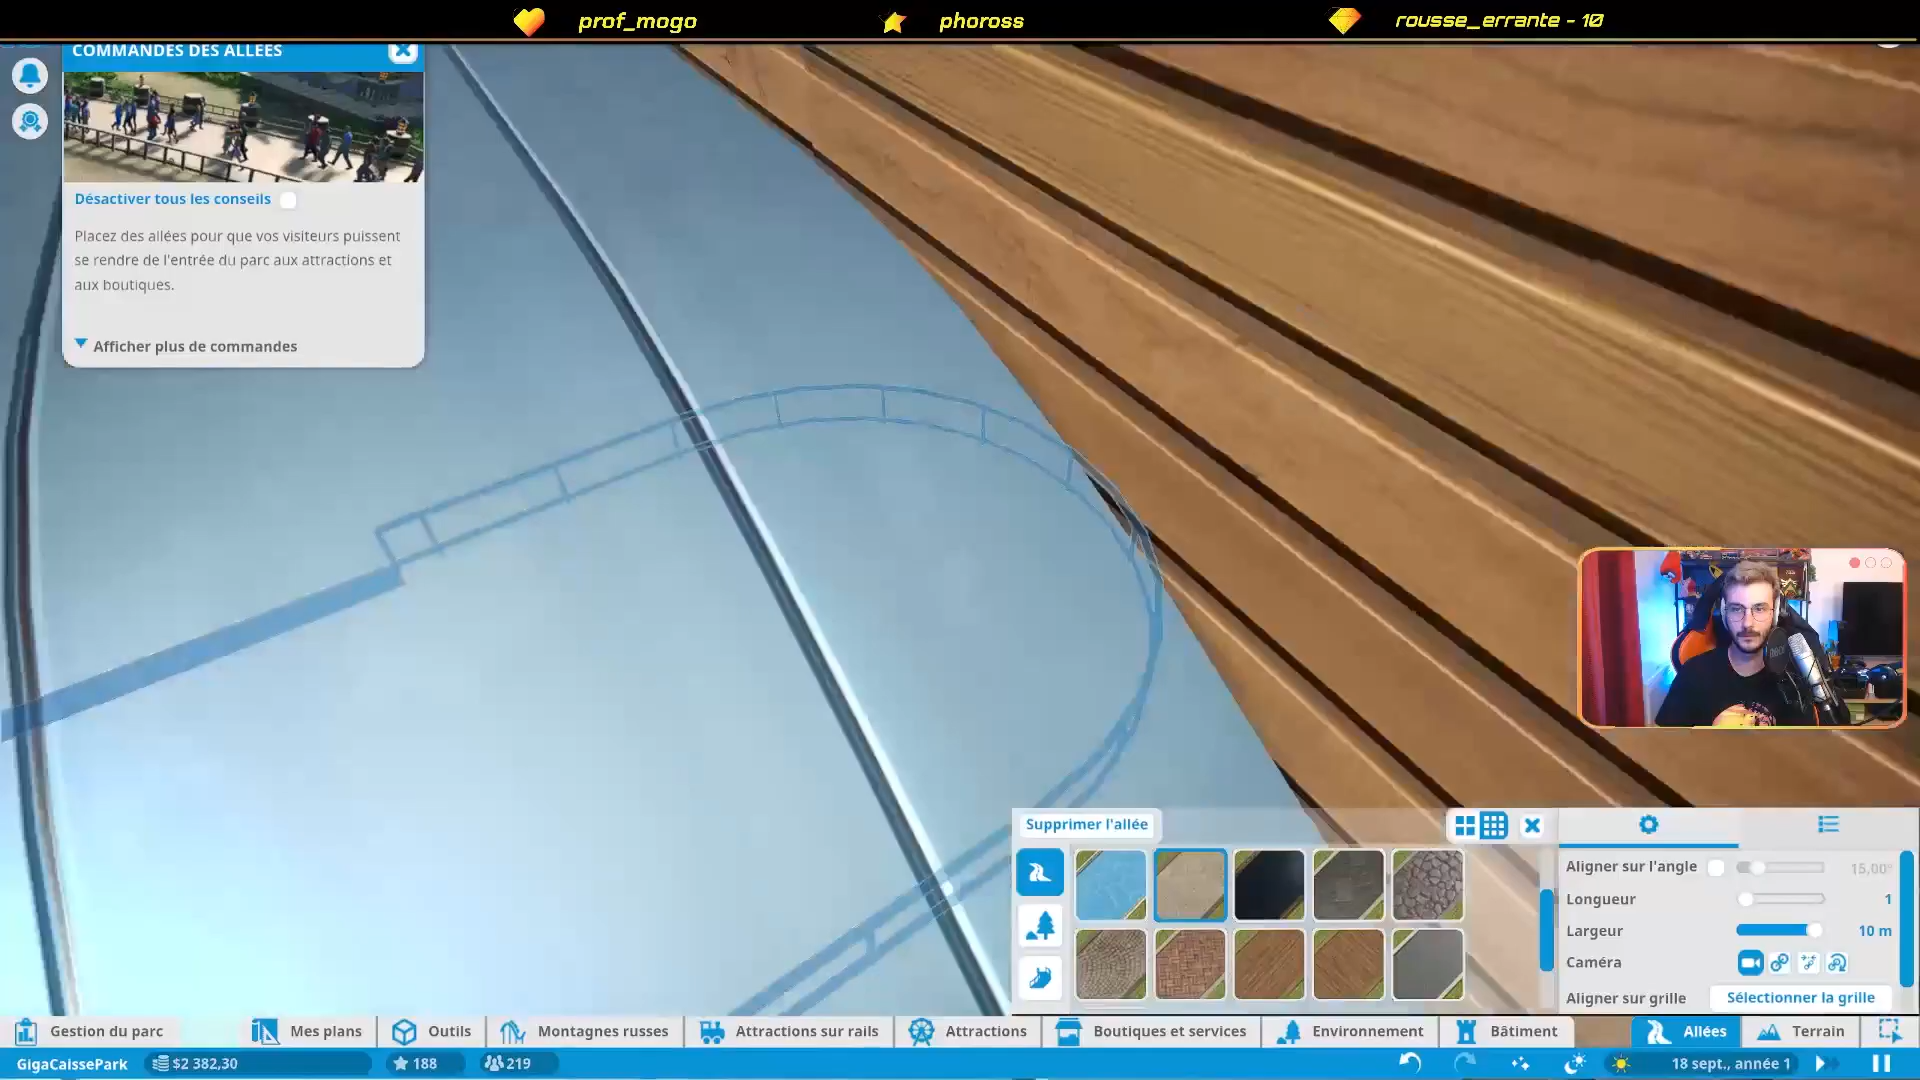 prof_mogo
phoross
rousse_errante - 10
COMMANDES DES ALLÉES
Désactiver tous les conseils
Placez des allées pour que vos visiteurs puissent
se rendre de l'entrée du parc aux attractions et
aux boutiques.
Afficher plus de commandes
Supprimer l'allée
Aligner sur l'angle 15,00°
Longueur 1
Largeur 10 m
Caméra
Aligner sur grille Sélectionner la grille
Gestion du parc Mes plans Outils Montagnes russes Attractions sur rails Attractions Boutiques et services Environnement Bâtiment Allées Terrain
GigaCaissePark $2 382,30 188 219 18 sept., année 1